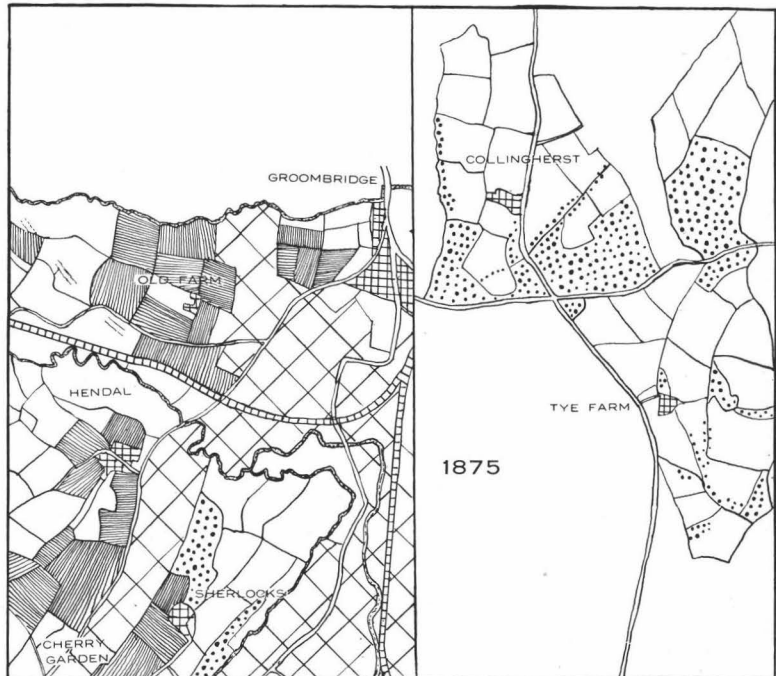 GROOMBRIDGE
OLD FARM
HENDAL
SHERLOCKS
CHERRY
GARDEN
COLLINGHERST
TYE FARM
1875